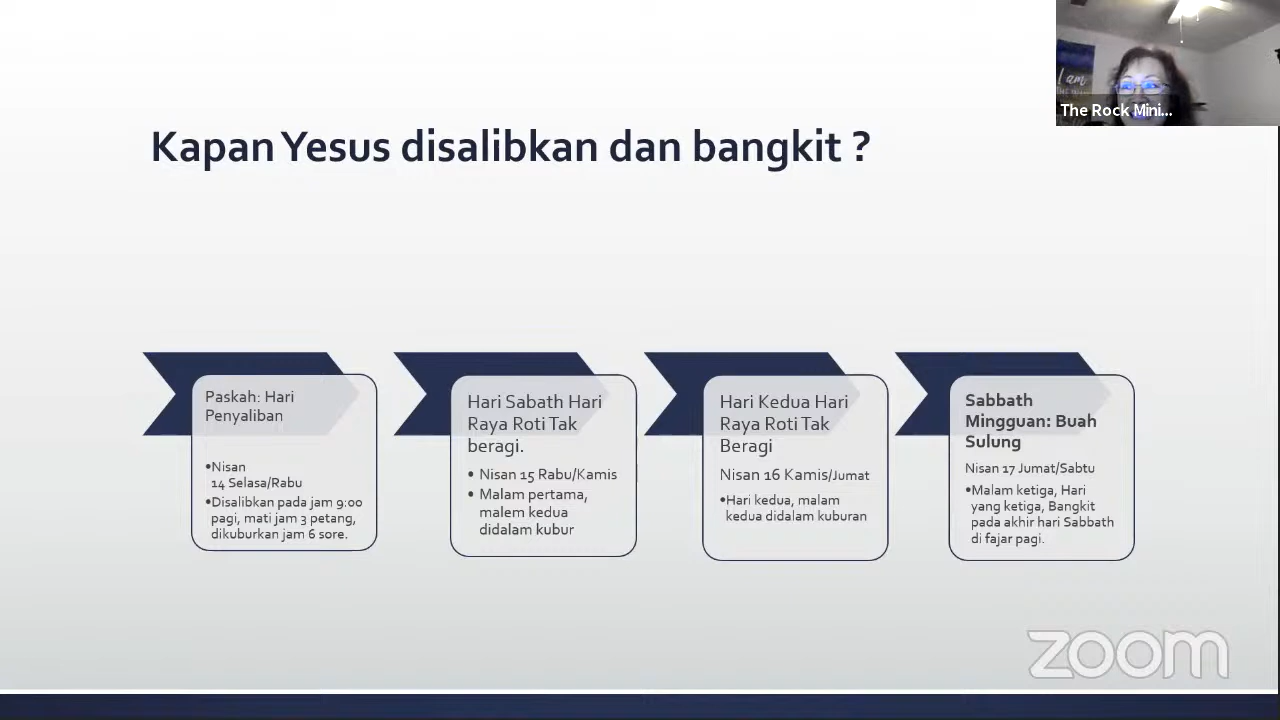 Kapan Yesus disalibkan dan bangkit ?
I am
The Rock Mini...
Paskah: Hari
Penyaliban
•Nisan
14 Selasa/Rabu
•Disalibkan pada jam 9:00
pagi, mati jam 3 petang,
dikuburkan jam 6 sore.
Hari Sabath Hari
Raya Roti Tak
beragi.
• Nisan 15 Rabu/Kamis
• Malam pertama,
malem kedua
didalam kubur
Hari Kedua Hari
Raya Roti Tak
Beragi
Nisan 16 Kamis/Jumat
•Hari kedua, malam
kedua didalam kuburan
Sabbath
Mingguan: Buah
Sulung
Nisan 17 Jumat/Sabtu
•Malam ketiga, Hari
yang ketiga, Bangkit
pada akhir hari Sabbath
di fajar pagi.
zoom